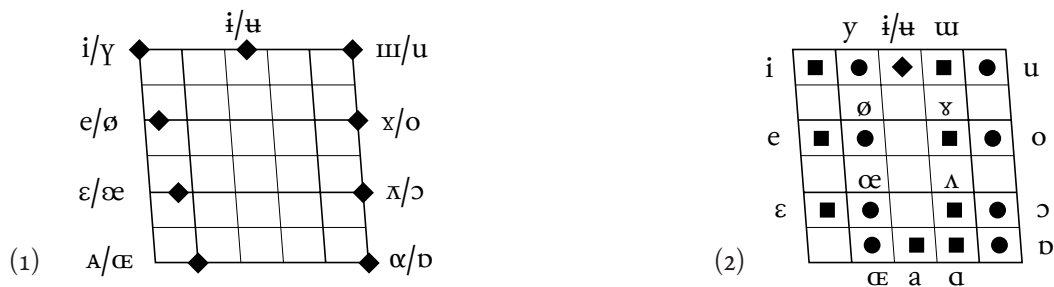 ɨ/ʉ
i/ɣ ɯ/u
e/ø ɤ/o
ɛ/œ ʌ/ɔ
(1) ᴀ/ɶ ɑ/ɒ
y ɨ/ʉ ɯ
i u
ø ɤ
e o
œ ʌ
ɛ ɔ
(2) ɒ
ɶ a ɑ